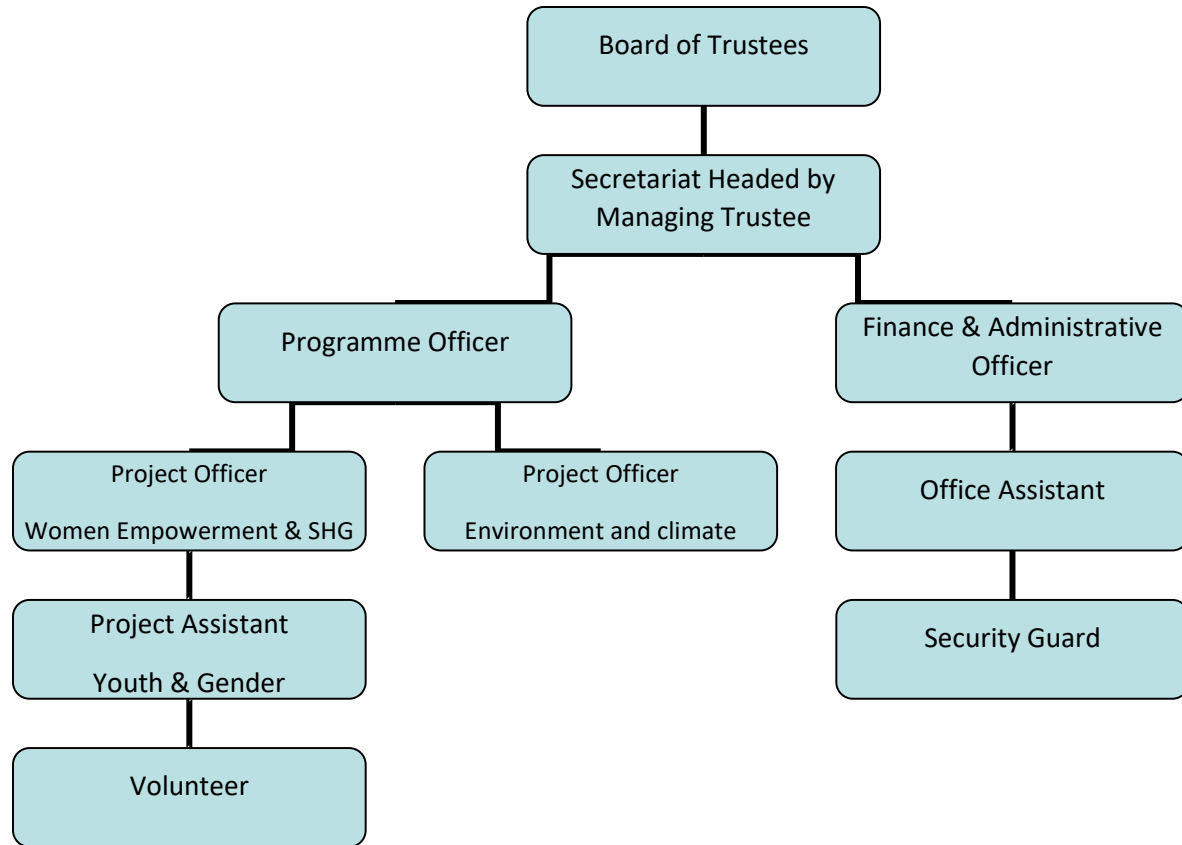 Board of Trustees
Secretariat Headed by
Managing Trustee
Programme Officer
Finance & Administrative
Officer
Project Officer
Women Empowerment & SHG
Project Officer
Environment and climate
Office Assistant
Project Assistant
Youth & Gender
Security Guard
Volunteer